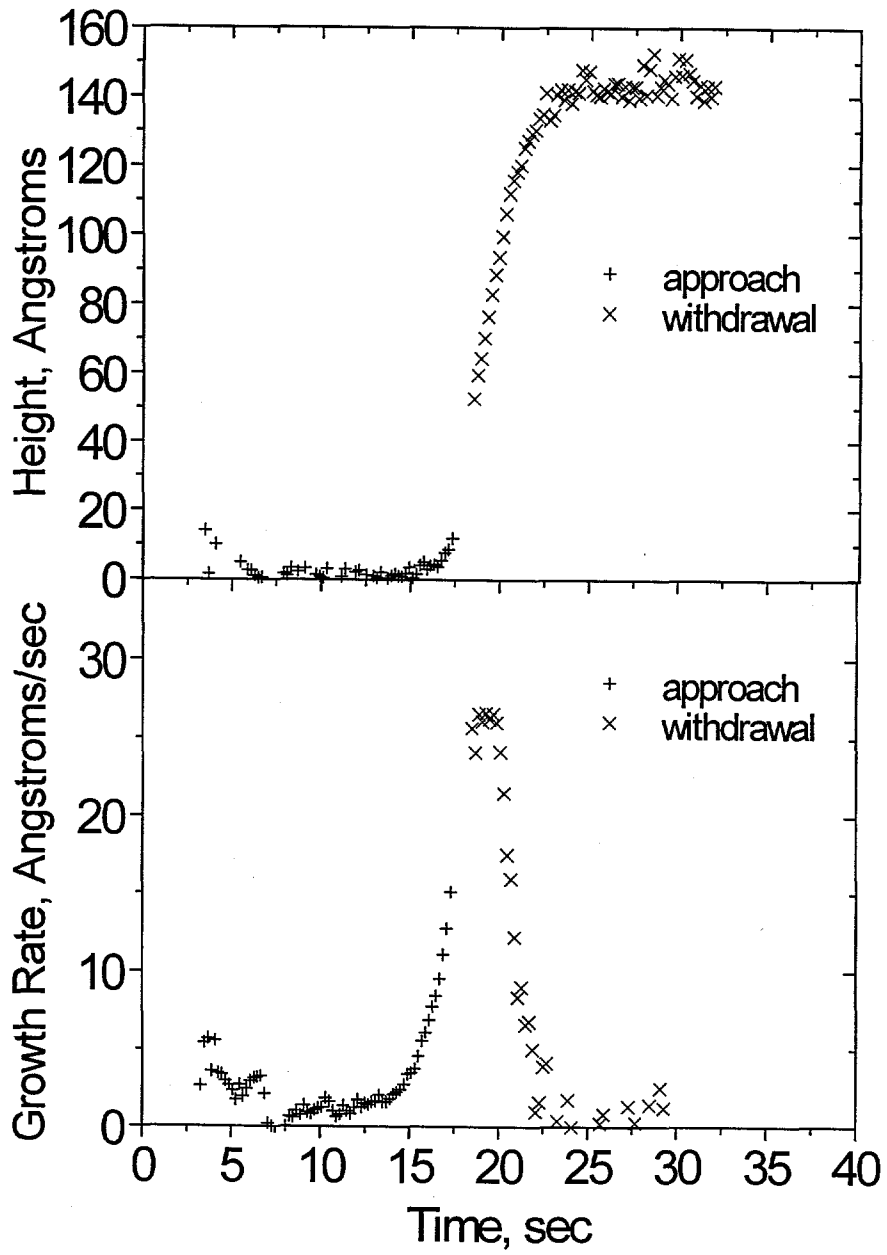 160
140
120
100
80
60
40
20
0
Height, Angstroms
+ approach
× withdrawal
30
20
10
0
Growth Rate, Angstroms/sec
+ approach
× withdrawal
0 5 10 15 20 25 30 35 40
Time, sec